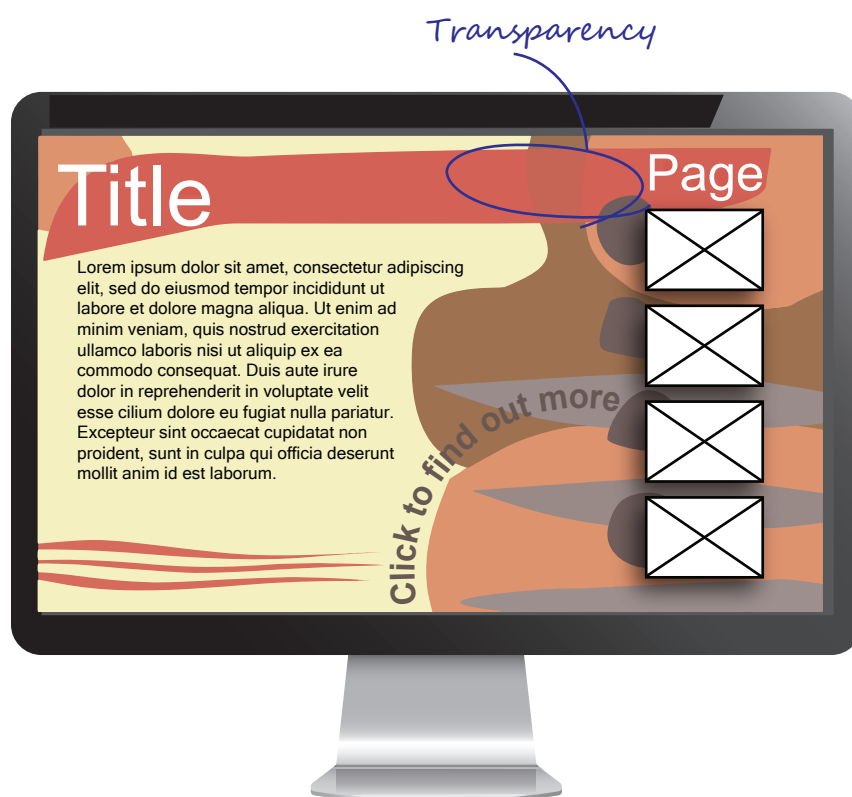 Transparency
Title
Page
Lorem ipsum dolor sit amet, consectetur adipiscing
elit, sed do eiusmod tempor incididunt ut
labore et dolore magna aliqua. Ut enim ad
minim veniam, quis nostrud exercitation
ullamco laboris nisi ut aliquip ex ea
commodo consequat. Duis aute irure
dolor in reprehenderit in voluptate velit
esse cilium dolore eu fugiat nulla pariatur.
Excepteur sint occaecat cupidatat non
proident, sunt in culpa qui officia deserunt
mollit anim id est laborum.
Click to find out more